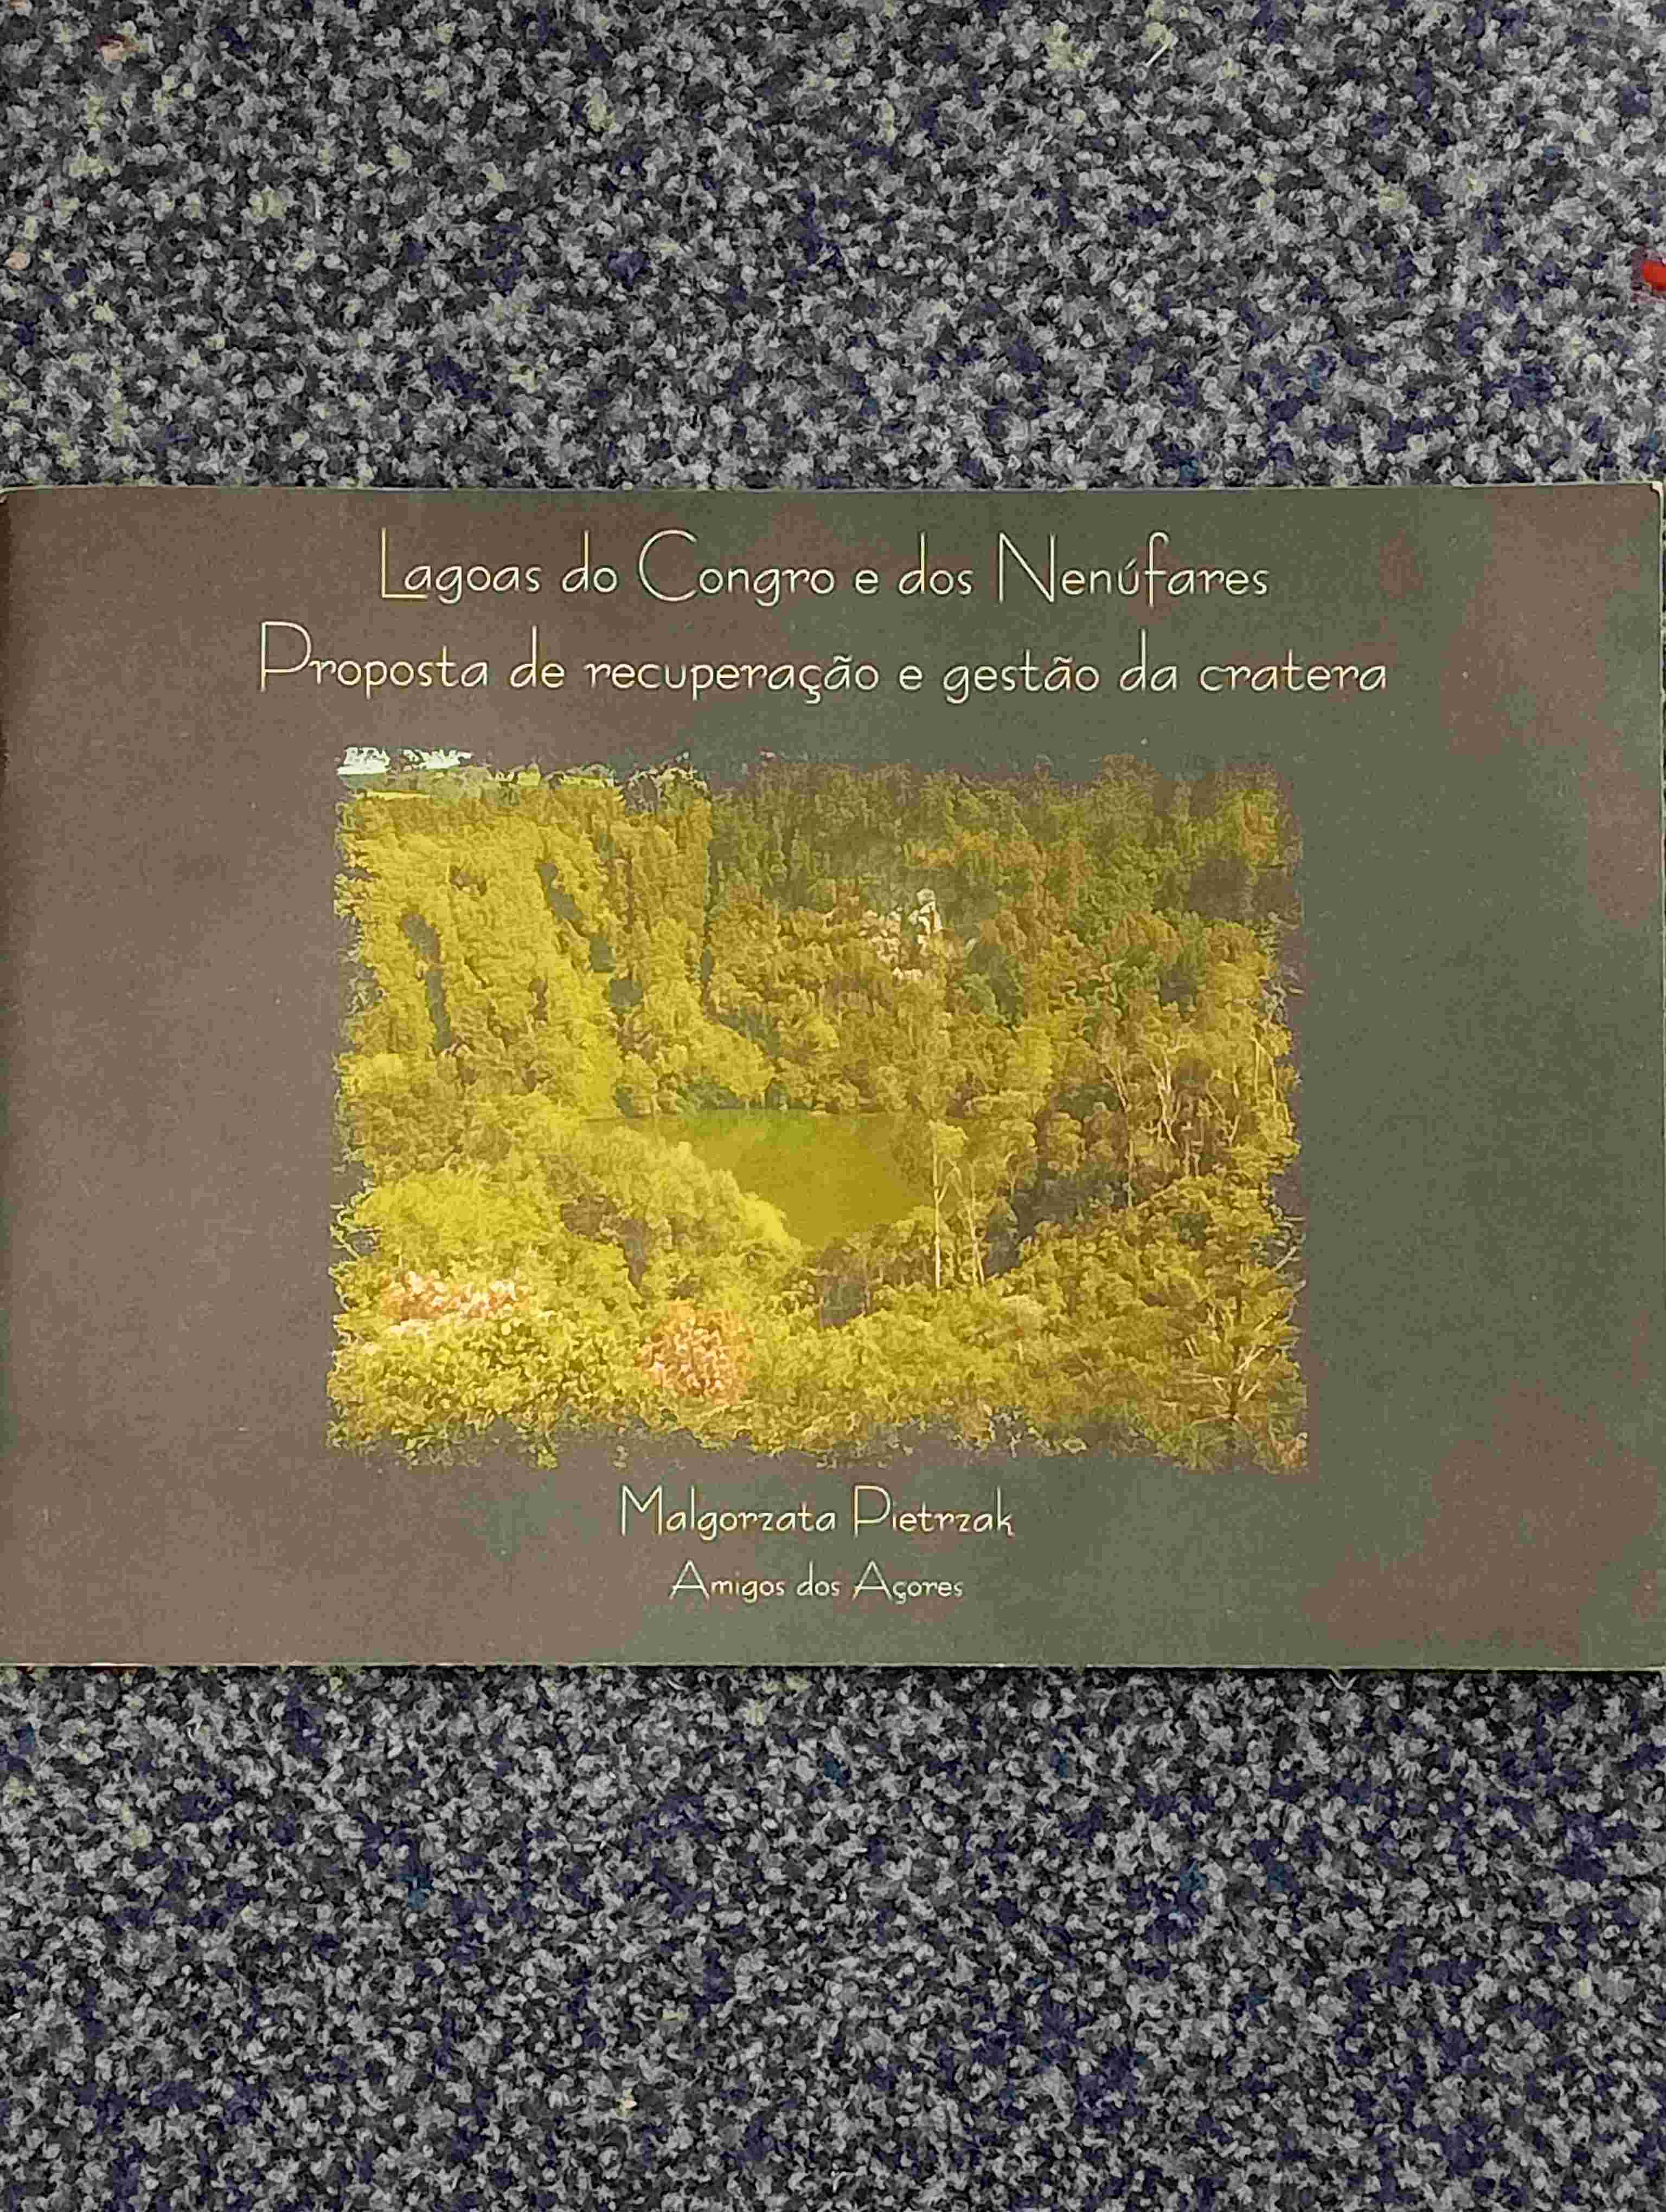 Lagoas do Congro e dos Nenúfares
Proposta de recuperação e gestão da cratera
Malgorzata Pietrzak
Amigos dos Açores